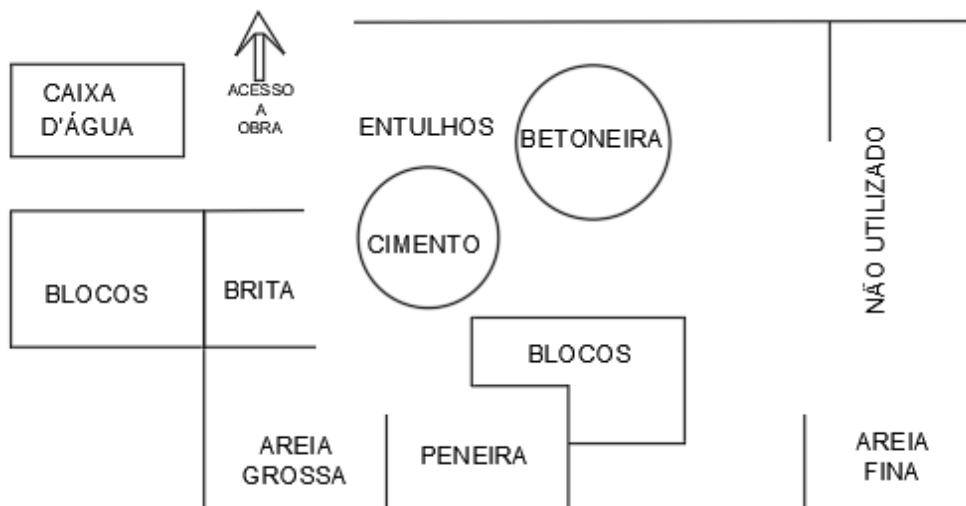 CAIXA
D'ÁGUA
ACESSO
A
OBRA
ENTULHOS
BETONEIRA
CIMENTO
NÃO UTILIZADO
BLOCOS
BRITA
BLOCOS
AREIA
GROSSA
PENEIRA
AREIA
FINA